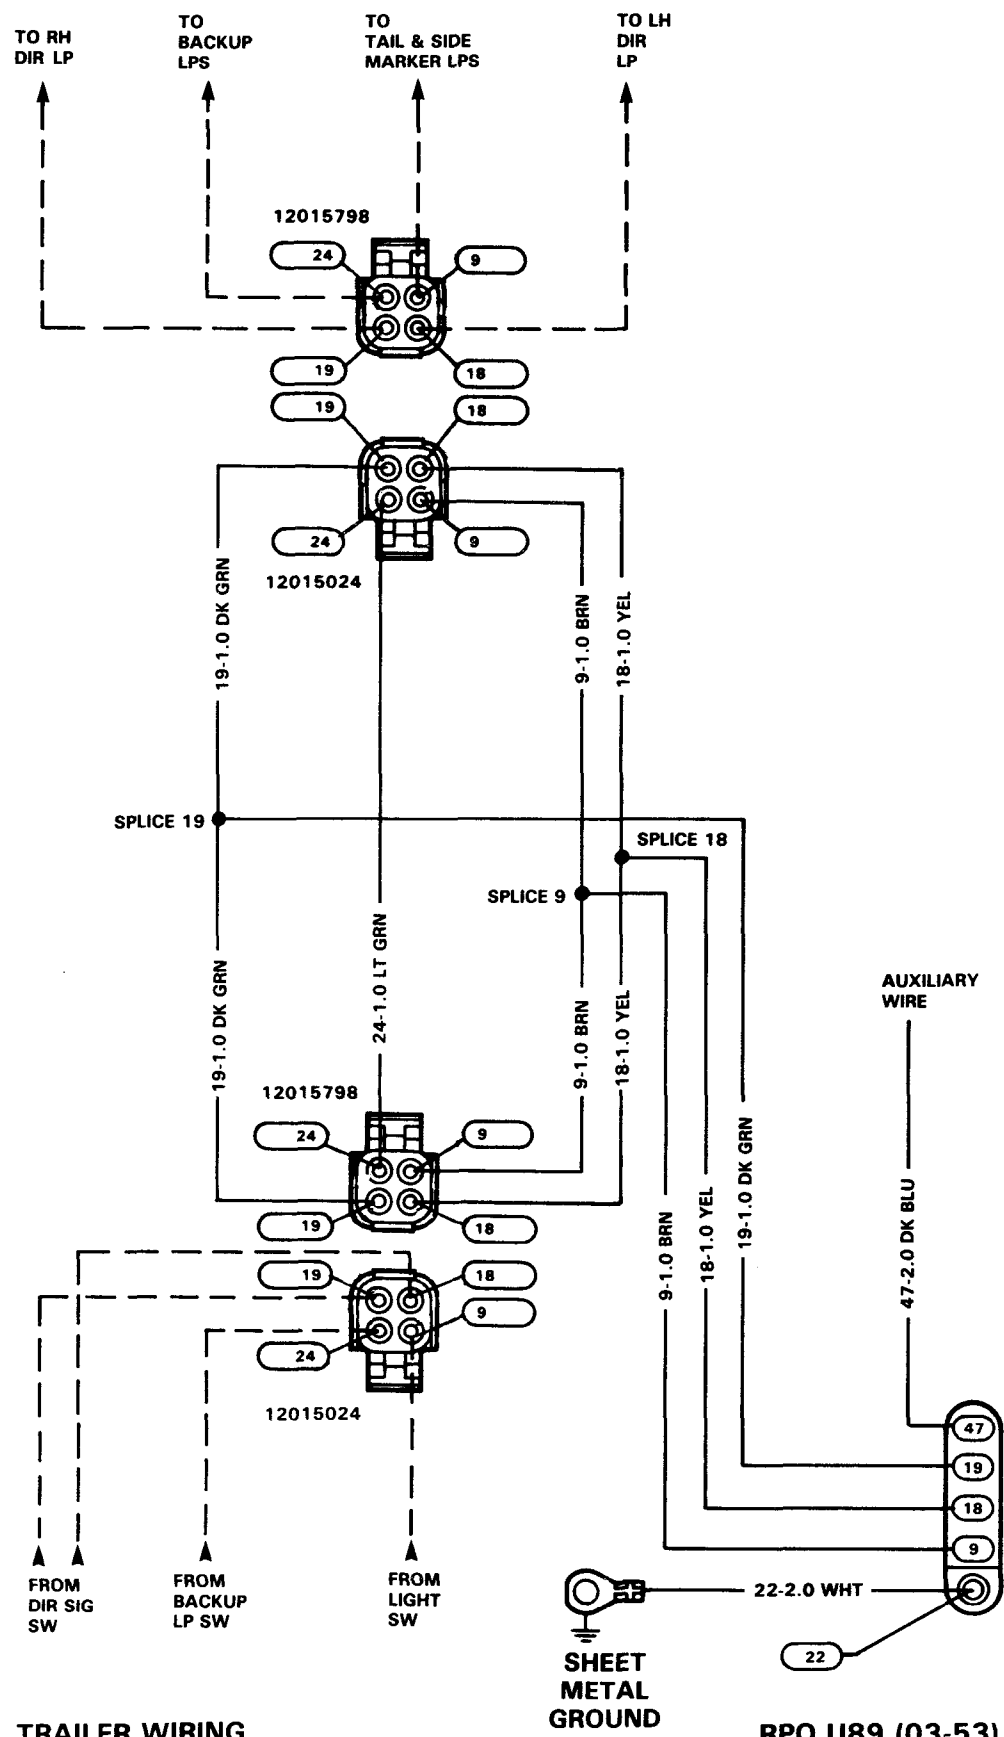 TO RH
DIR LP
TO
BACKUP
LPS
TO
TAIL & SIDE
MARKER LPS
TO LH
DIR
LP
12015798
24
9
19
18
19
18
24
9
12015024
19-1.0 DK GRN
9-1.0 BRN
18-1.0 YEL
SPLICE 19
SPLICE 18
SPLICE 9
19-1.0 DK GRN
24-1.0 LT GRN
9-1.0 BRN
18-1.0 YEL
AUXILIARY
WIRE
12015798
24
9
19
18
9-1.0 BRN
18-1.0 YEL
19-1.0 DK GRN
47-2.0 DK BLU
19
18
9
24
12015024
47
19
18
9
FROM
DIR SIG
SW
FROM
BACKUP
LP SW
FROM
LIGHT
SW
22-2.0 WHT
22
SHEET
METAL
GROUND
TRAILER WIRING
RPO U89 (03-53)